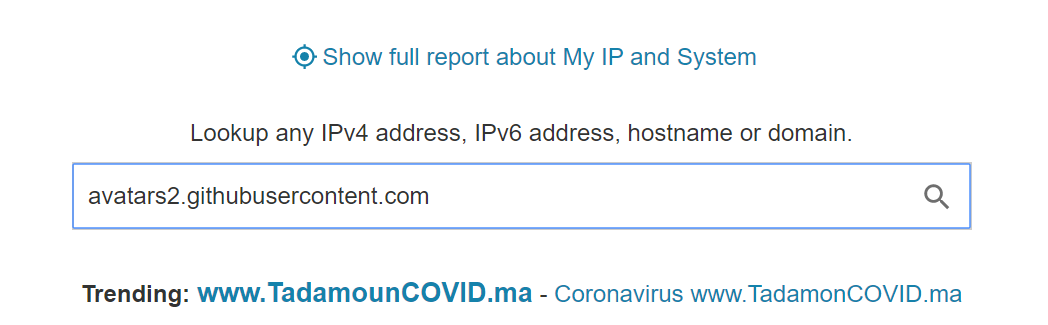 Show full report about My IP and System
Lookup any IPv4 address, IPv6 address, hostname or domain.
avatars2.githubusercontent.com
Trending: www.TadamounCOVID.ma - Coronavirus www.TadamonCOVID.ma